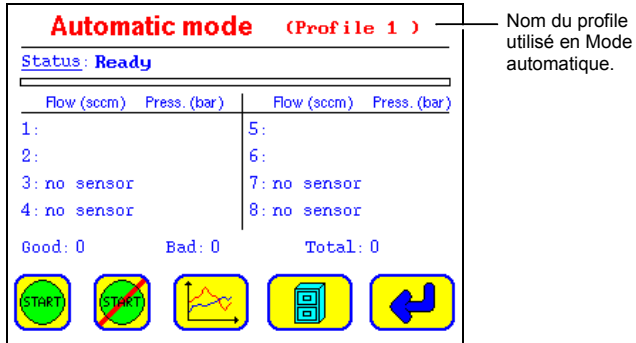 Automatic mode (Profile 1 )
Nom du profile
utilisé en Mode
automatique.
Status: Ready
Flow (sccm) Press. (bar) Flow (sccm) Press. (bar)
1: 5:
2: 6:
3: no sensor 7: no sensor
4: no sensor 8: no sensor
Good: 0 Bad: 0 Total: 0
START START